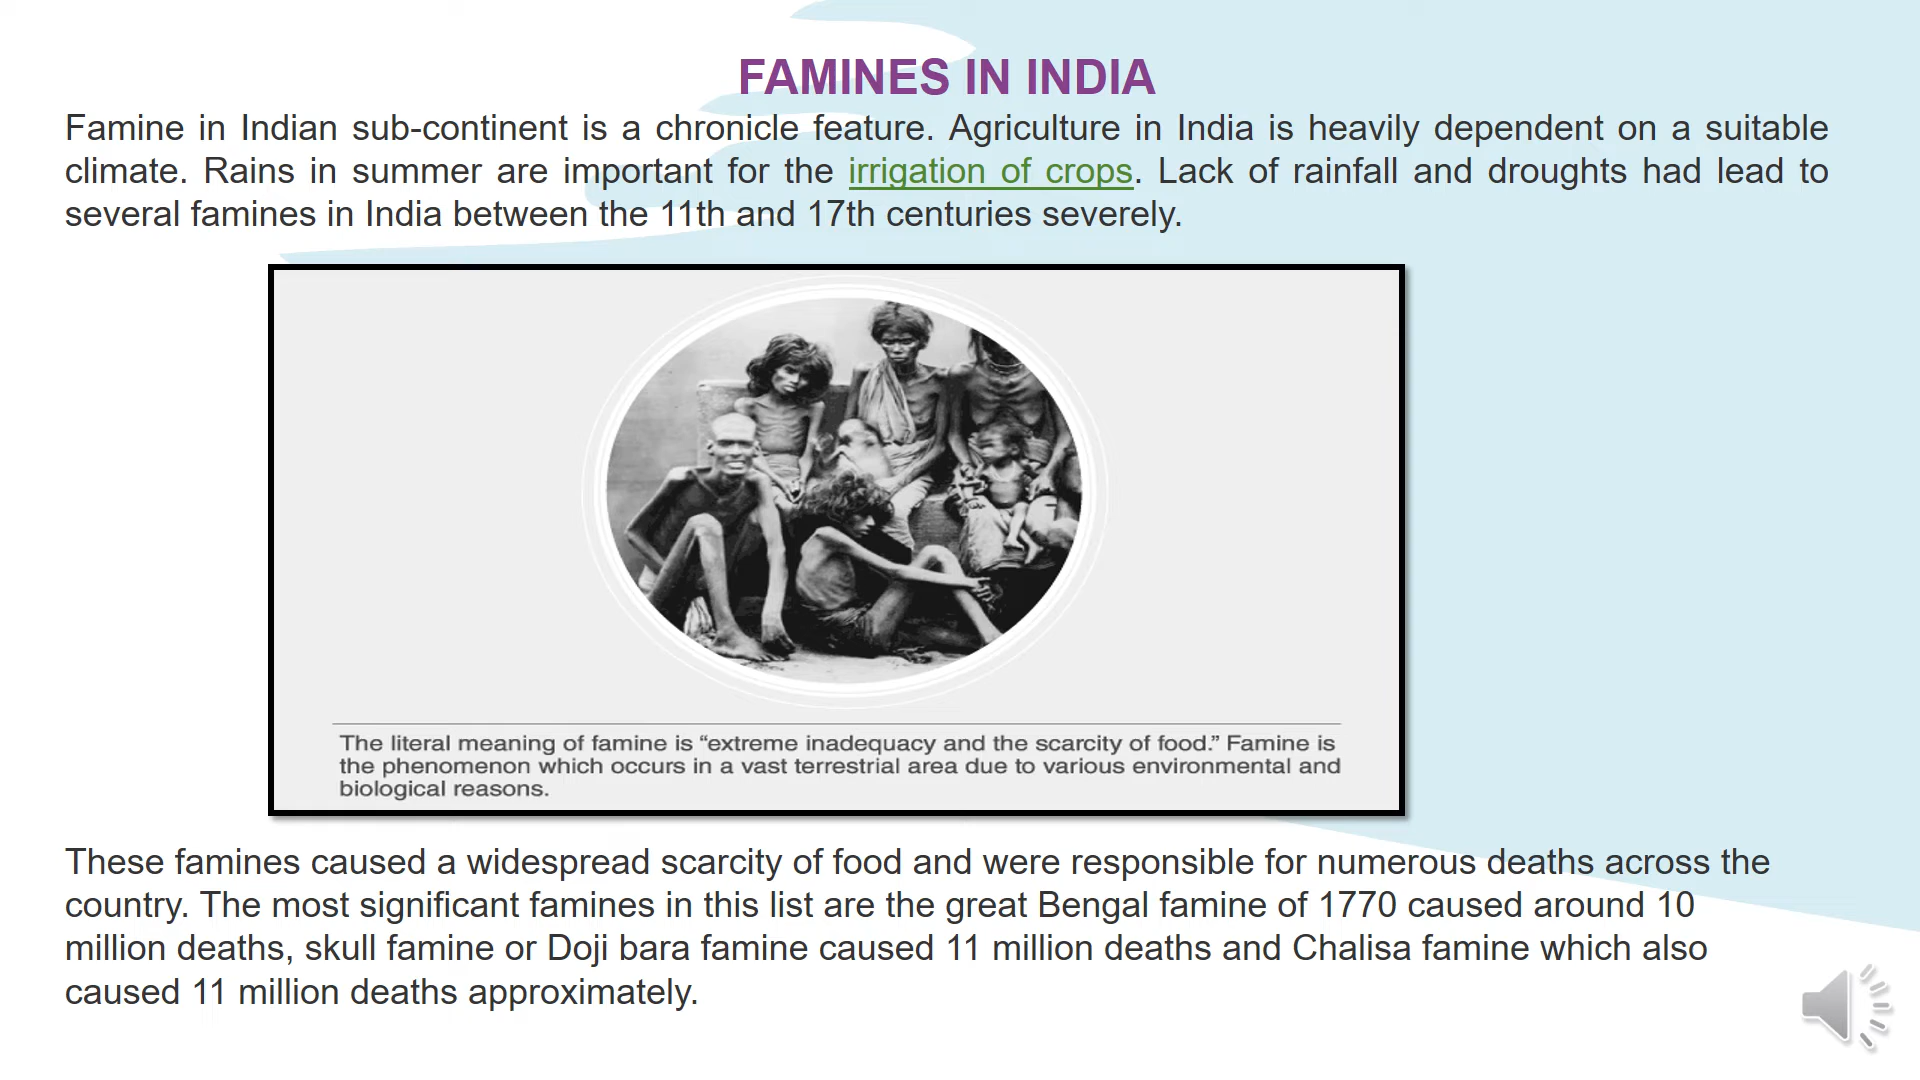 FAMINES IN INDIA
Famine in Indian sub-continent is a chronicle feature. Agriculture in India is heavily dependent on a suitable
climate. Rains in summer are important for the irrigation of crops. Lack of rainfall and droughts had lead to
several famines in India between the 11th and 17th centuries severely.
The literal meaning of famine is “extreme inadequacy and the scarcity of food.” Famine is
the phenomenon which occurs in a vast terrestrial area due to various environmental and
biological reasons.
These famines caused a widespread scarcity of food and were responsible for numerous deaths across the
country. The most significant famines in this list are the great Bengal famine of 1770 caused around 10
million deaths, skull famine or Doji bara famine caused 11 million deaths and Chalisa famine which also
caused 11 million deaths approximately.